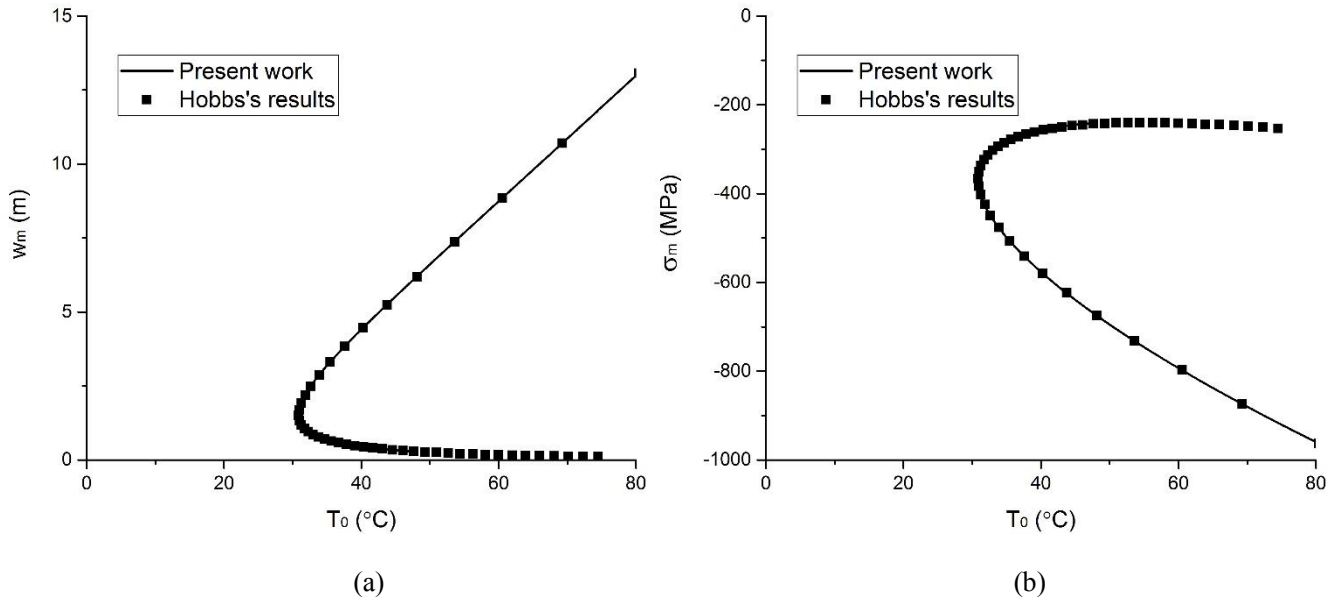 15
10
5
0
wm (m)
Present work
Hobbs's results
0
20
40
60
80
T0 (°C)
(a)
0
-200
-400
-600
-800
-1000
σm (MPa)
Present work
Hobbs's results
0
20
40
60
80
T0 (°C)
(b)